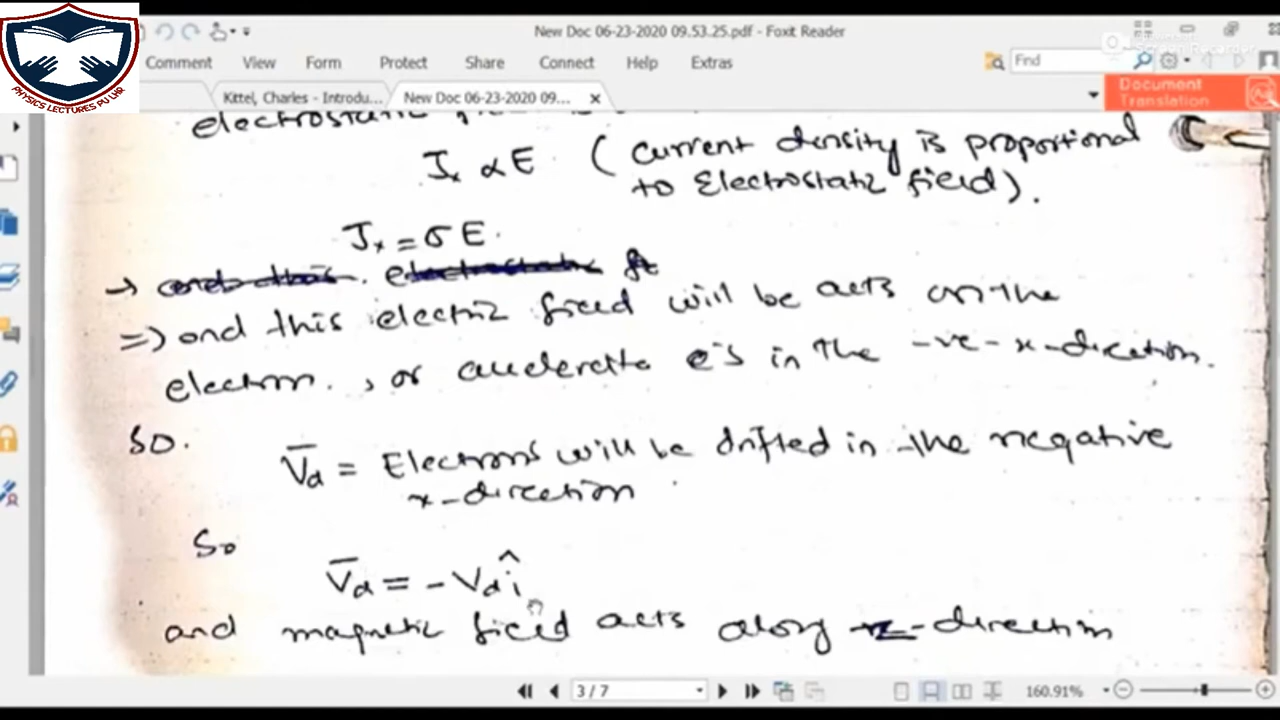 New Doc 06-23-2020 09.53.25.pdf - Foxit Reader
Comment View Form Protect Share Connect Help Extras
Find
PHYSICS LECTURES PU LHR
Kittel, Charles - Introdu... New Doc 06-23-2020 09...
Document
Translation
electrostatic
Jx ∝ E ( Current density is proportional
to Electrostatic field).
Jx = σE.
=) and this electric field will be acts on the
electron. , or accelerate e's in the -ve-x-direction.
So.
V̄d = Electrons will be drifted in the negative
x-direction.
So
V̄d = - Vd î
and magnetic field acts along z-direction
3 / 7
160.91%